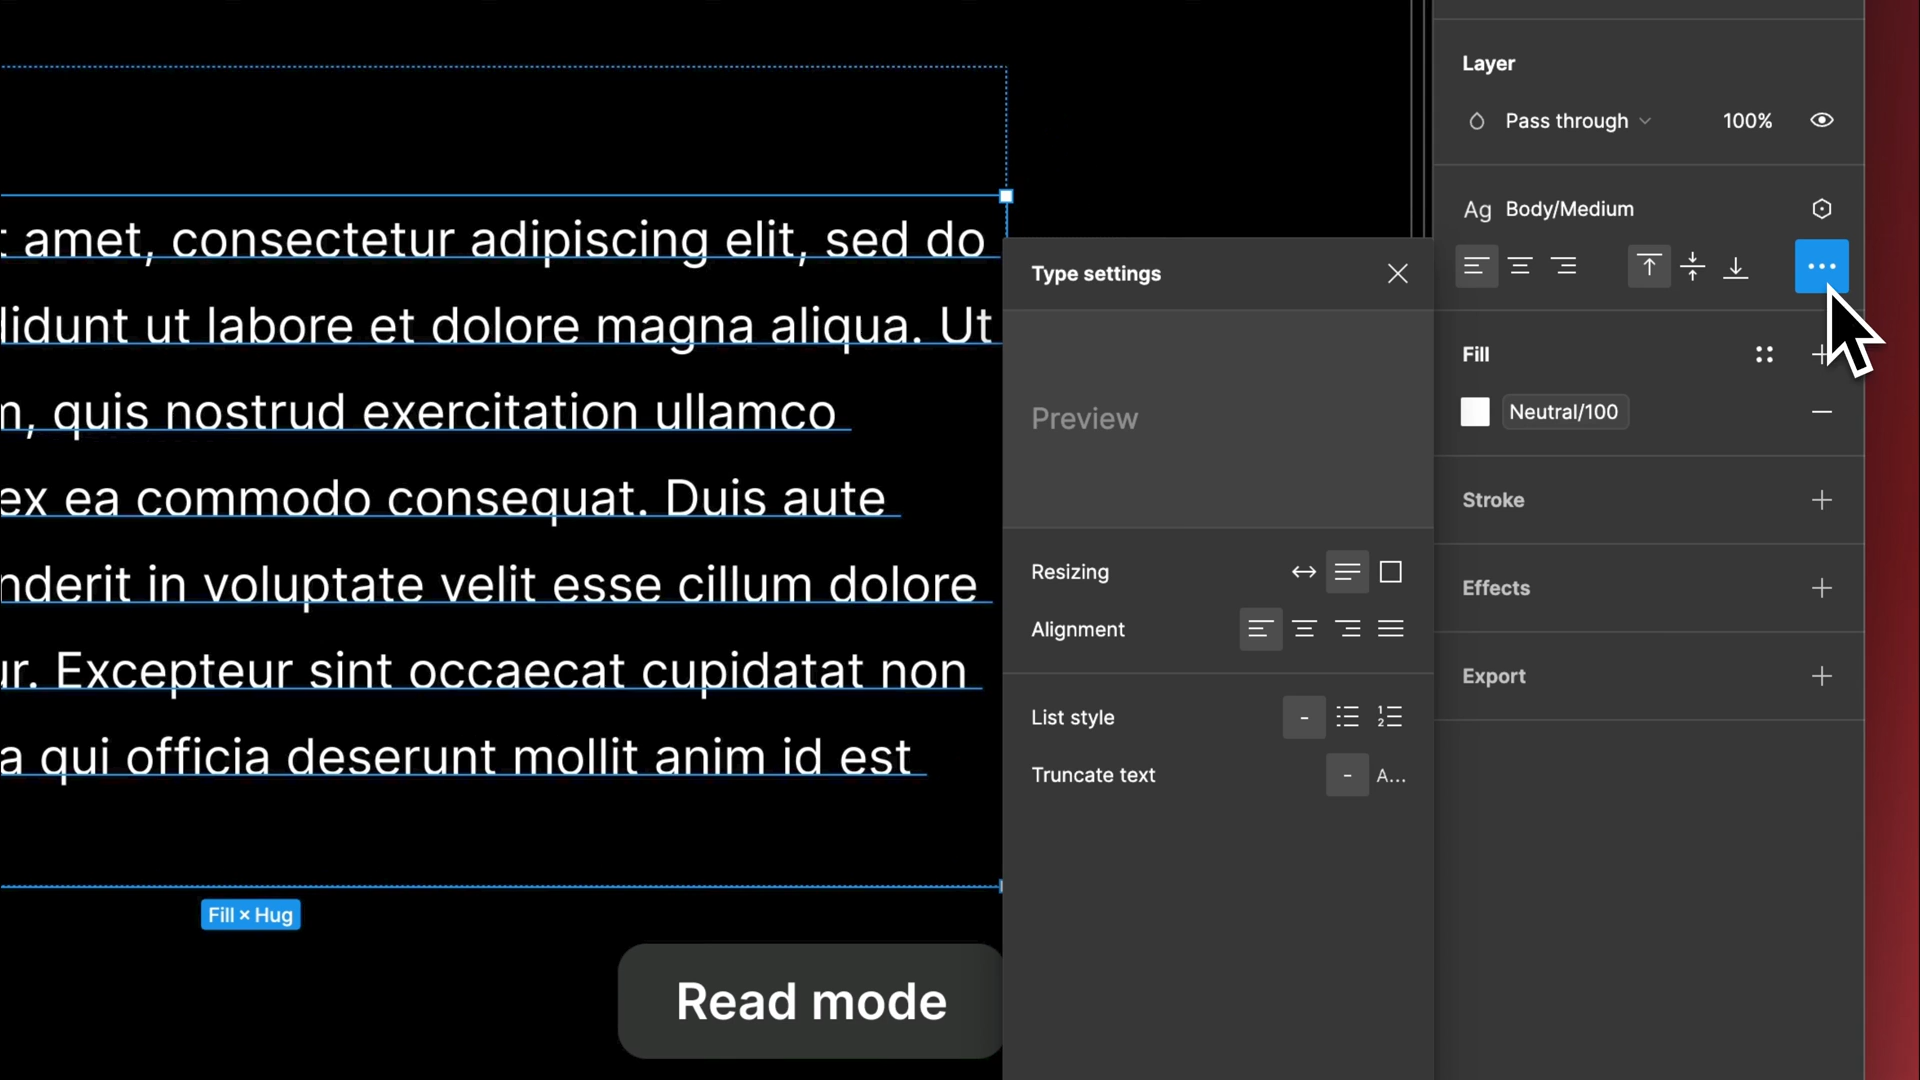 amet, consectetur adipiscing elit, sed do
ut labore et dolore magna aliqua. Ut
quis nostrud exercitation ullamco
ex ea commodo consequat. Duis aute
in voluptate velit esse cillum dolore
Excepteur sint occaecat cupidatat non
a qui officia deserunt mollit anim id est
Fill × Hug
Read mode
Type settings
Preview
Resizing
Alignment
List style
Truncate text - A...
Layer
Pass through 100%
Ag Body/Medium
Fill
Neutral/100
Stroke
Effects
Export